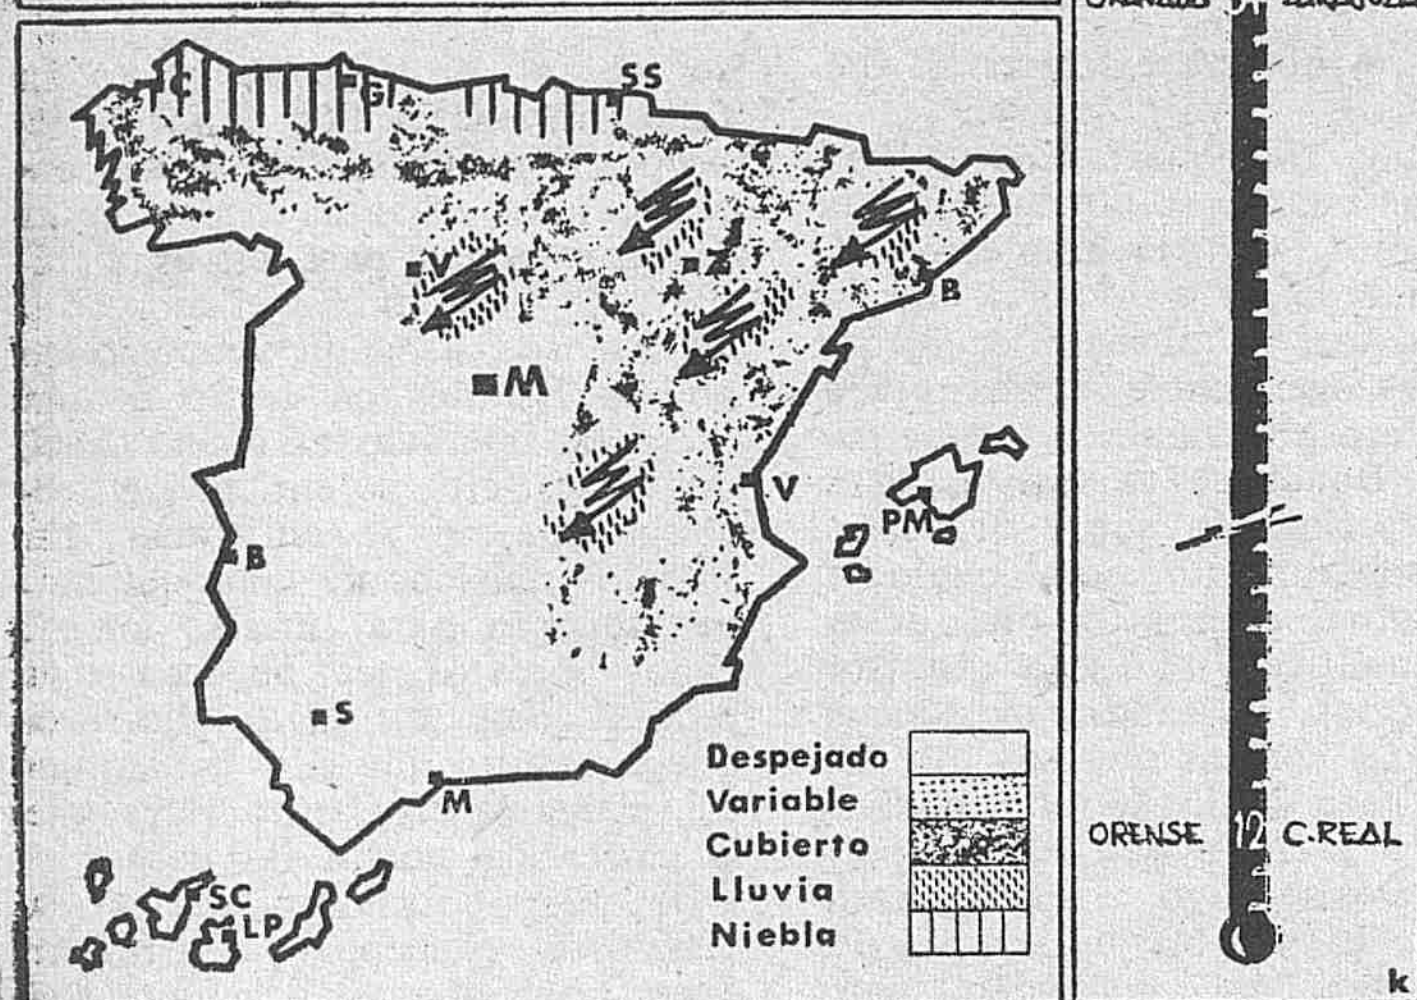 C
G
SS
V
Z
B
M
V
PM
B
S
M
SC
LP
Despejado
Variable
Cubierto
Lluvia
Niebla
ORENSE 12 C.REAL
k